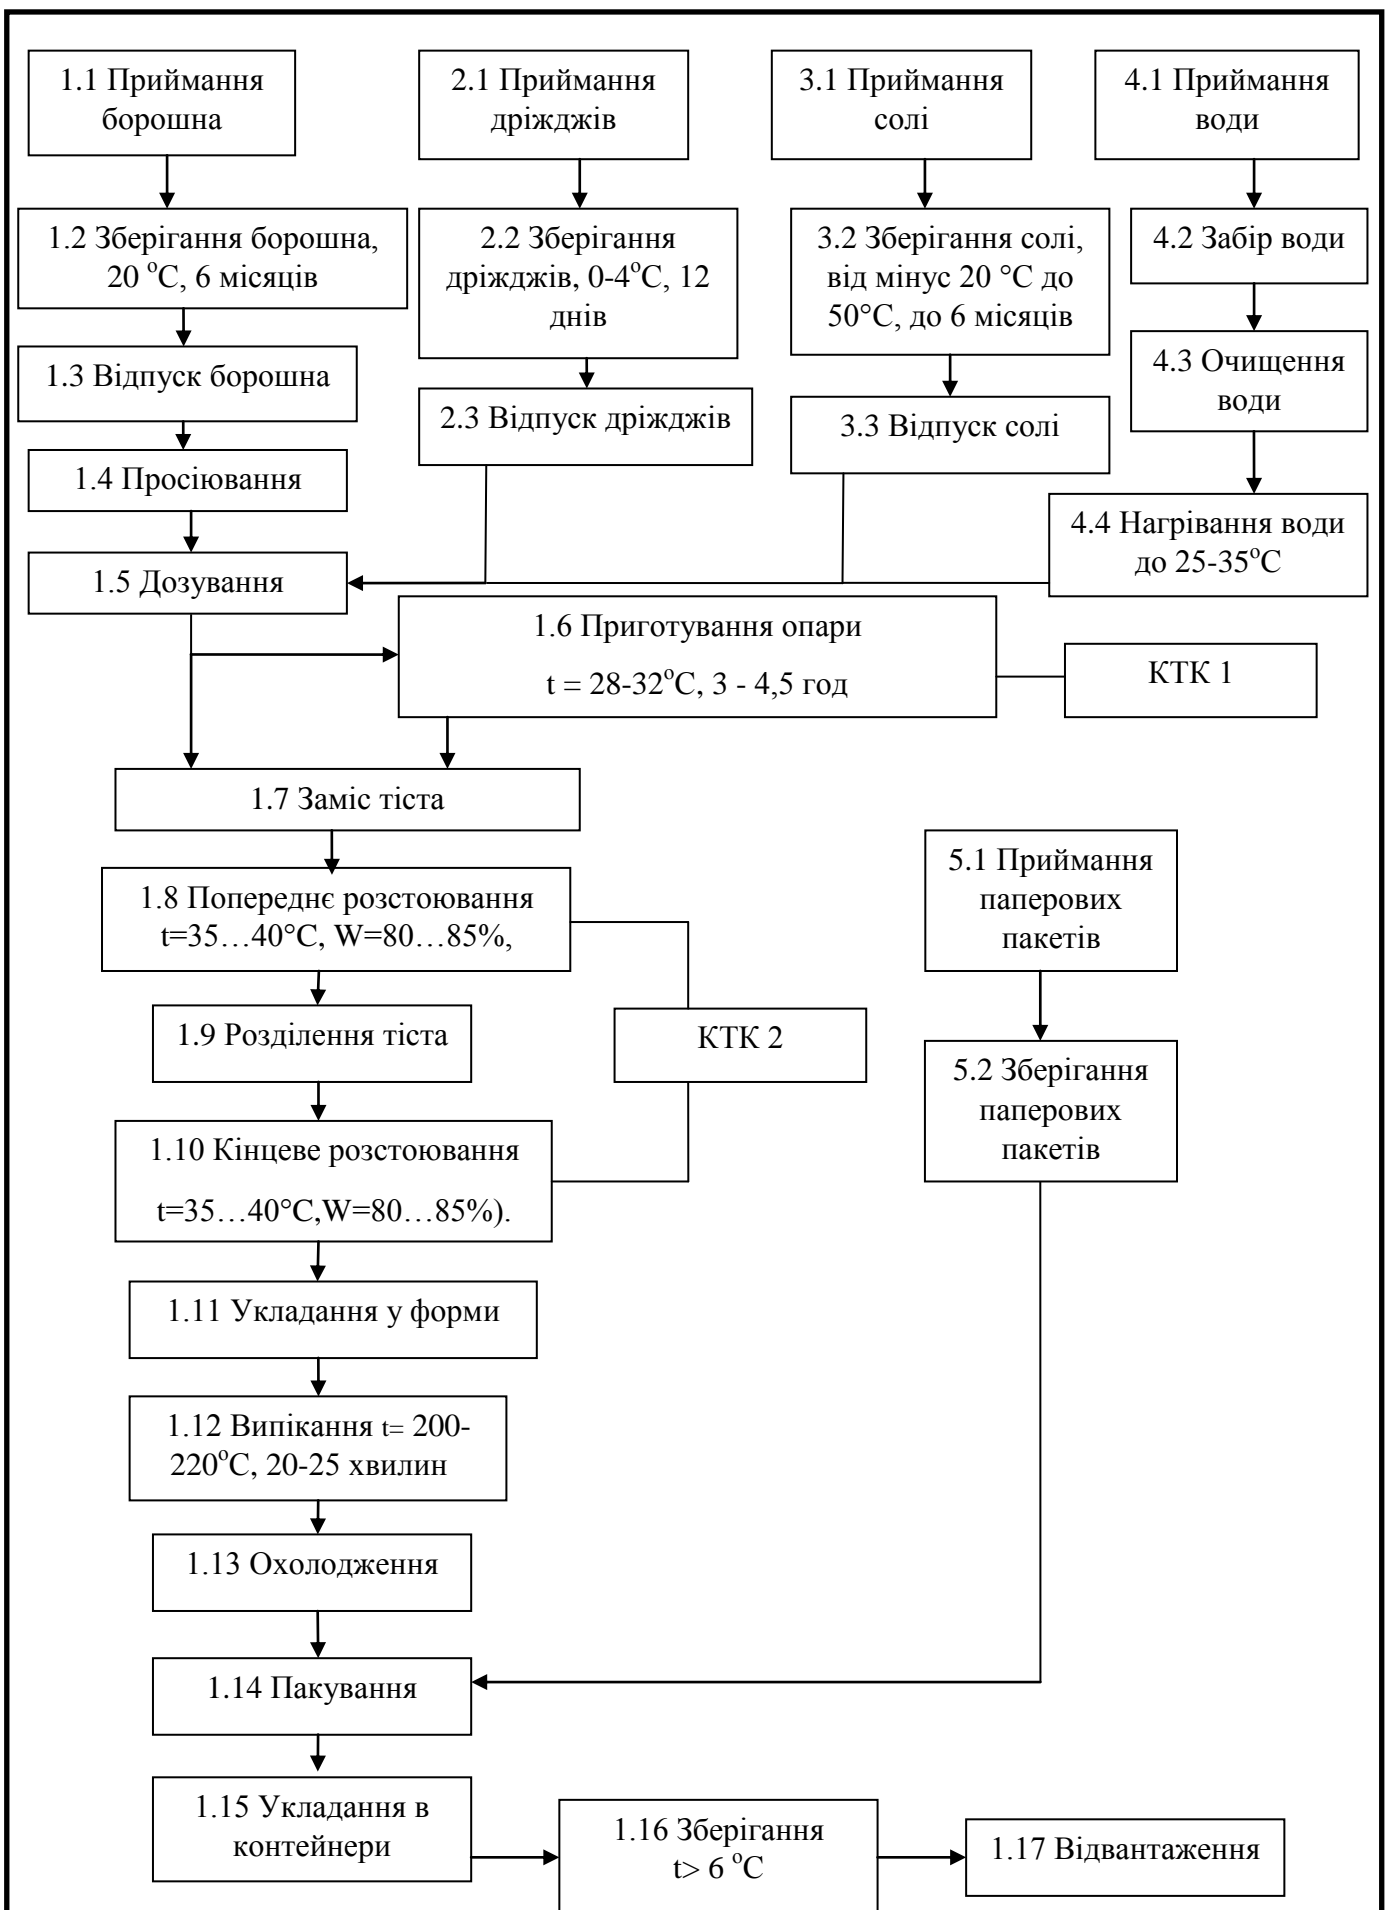 1.1 Приймання
борошна
2.1 Приймання
дріжджів
3.1 Приймання
солі
4.1 Приймання
води
1.2 Зберігання борошна,
20 °С, 6 місяців
2.2 Зберігання
дріжджів, 0-4°С, 12
днів
3.2 Зберігання солі,
від мінус 20 °С до
50°С, до 6 місяців
4.2 Забір води
1.3 Відпуск борошна
2.3 Відпуск дріжджів
3.3 Відпуск солі
4.3 Очищення
води
1.4 Просіювання
4.4 Нагрівання води
до 25-35°С
1.5 Дозування
1.6 Приготування опари
t = 28-32°С, 3 - 4,5 год
КТК 1
1.7 Заміс тіста
1.8 Попереднє розстоювання
t=35…40°С, W=80…85%,
5.1 Приймання
паперових
пакетів
1.9 Розділення тіста
КТК 2
5.2 Зберігання
паперових
пакетів
1.10 Кінцеве розстоювання
t=35…40°С,W=80…85%).
1.11 Укладання у форми
1.12 Випікання t= 200-
220°С, 20-25 хвилин
1.13 Охолодження
1.14 Пакування
1.15 Укладання в
контейнери
1.16 Зберігання
t> 6 °С
1.17 Відвантаження